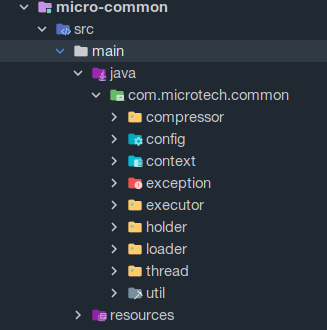 micro-common
src
main
java
com.microtech.common
compressor
config
context
exception
executor
holder
loader
thread
util
resources